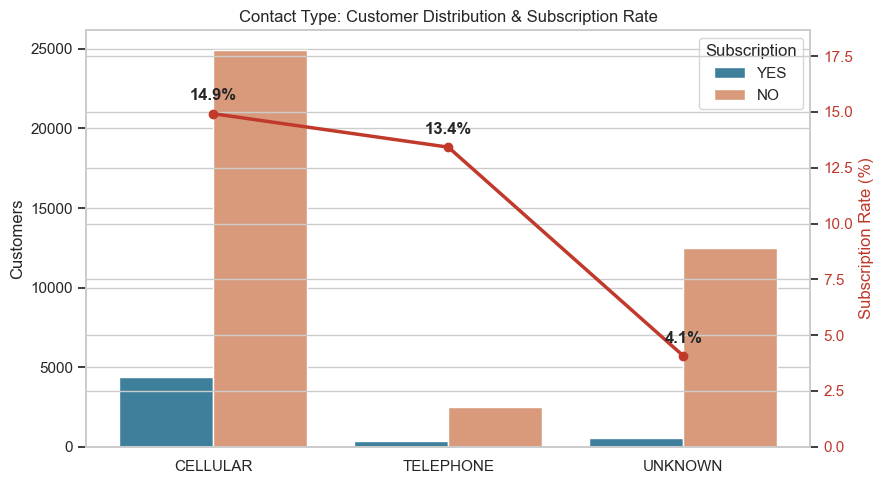 Contact Type: Customer Distribution & Subscription Rate
Customers
25000
20000
15000
10000
5000
0
Subscription
YES
NO
14.9%
13.4%
4.1%
17.5
15.0
12.5
10.0
7.5
5.0
2.5
0.0
Subscription Rate (%)
CELLULAR
TELEPHONE
UNKNOWN